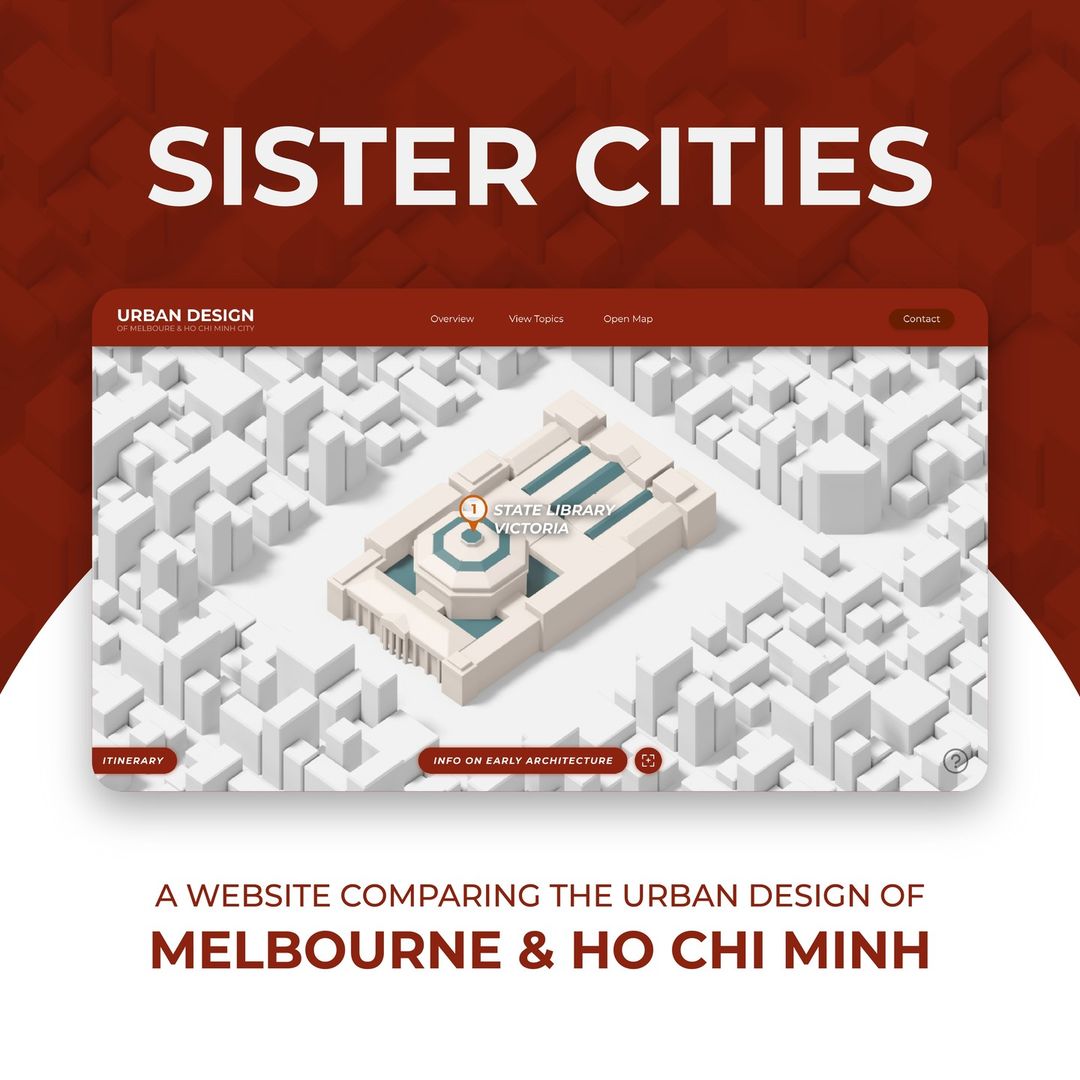 SISTER CITIES
URBAN DESIGN
OF MELBOURE & HO CHI MINH CITY
Overview
View Topics
Open Map
Contact
1
STATE LIBRARY
VICTORIA
ITINERARY
INFO ON EARLY ARCHITECTURE
?
A WEBSITE COMPARING THE URBAN DESIGN OF
MELBOURNE & HO CHI MINH